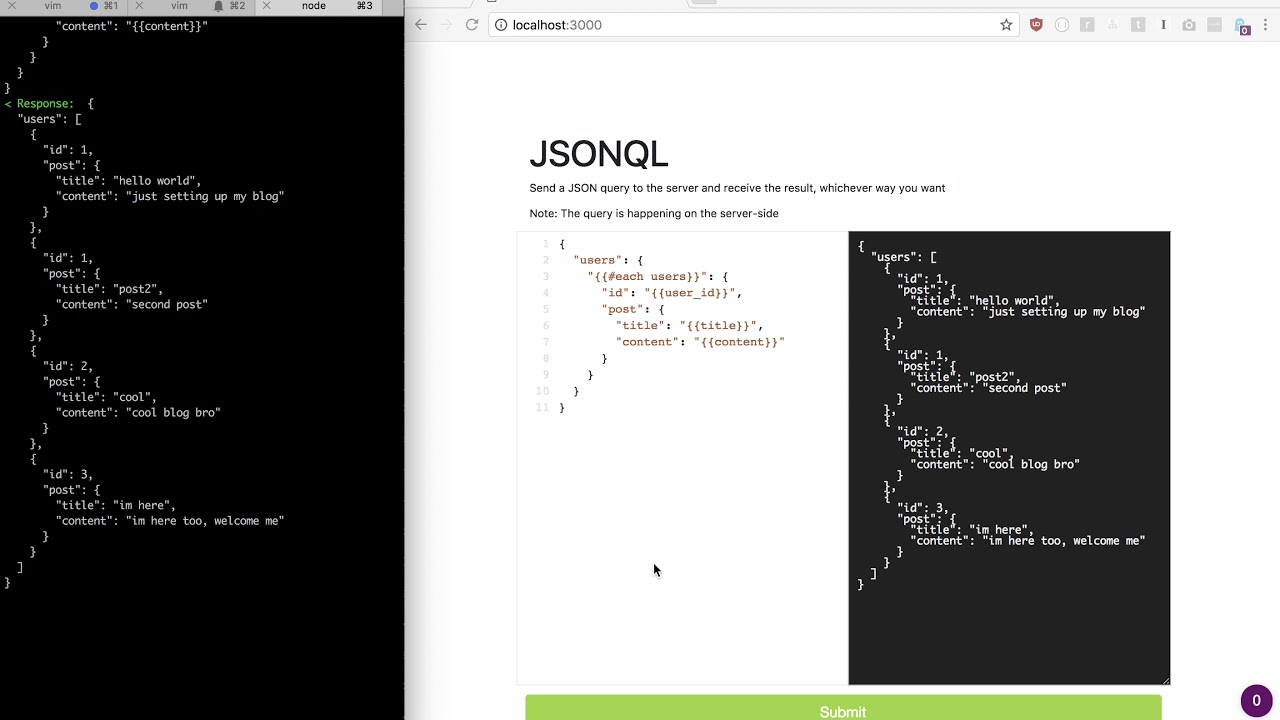 vim ⌘1 vim ⌘2 node ⌘3
"content": "{{content}}"
}
}
}
}
< Response: {
"users": [
{
"id": 1,
"post": {
"title": "hello world",
"content": "just setting up my blog"
}
},
{
"id": 1,
"post": {
"title": "post2",
"content": "second post"
}
},
{
"id": 2,
"post": {
"title": "cool",
"content": "cool blog bro"
}
},
{
"id": 3,
"post": {
"title": "im here",
"content": "im here too, welcome me"
}
}
]
}
localhost:3000
0
JSONQL
Send a JSON query to the server and receive the result, whichever way you want
Note: The query is happening on the server-side
1 {
2 "users": {
3 "{{#each users}}": {
4 "id": "{{user_id}}",
5 "post": {
6 "title": "{{title}}",
7 "content": "{{content}}"
8 }
9 }
10 }
11 }
{
"users": [
{
"id": 1,
"post": {
"title": "hello world",
"content": "just setting up my blog"
}
},
{
"id": 1,
"post": {
"title": "post2",
"content": "second post"
}
},
{
"id": 2,
"post": {
"title": "cool",
"content": "cool blog bro"
}
},
{
"id": 3,
"post": {
"title": "im here",
"content": "im here too, welcome me"
}
}
]
}
Submit
0